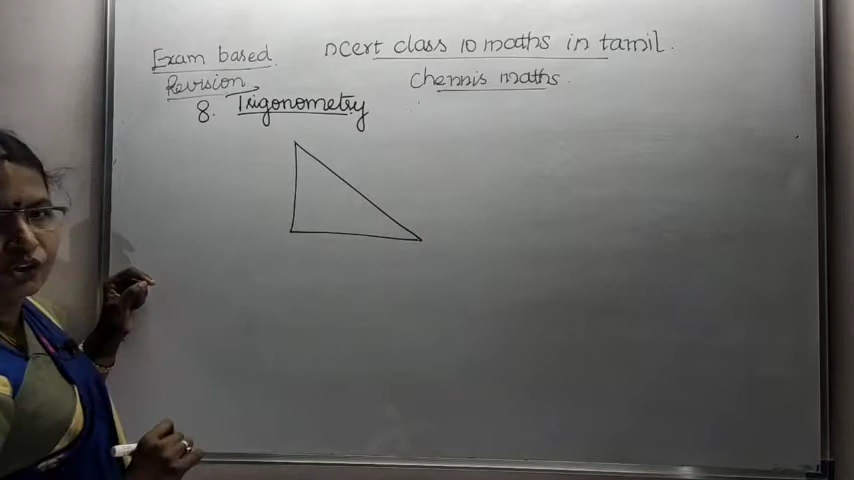 Exam based
Revision
ncert class 10 maths in tamil.
chennis maths.
8. Trigonometry